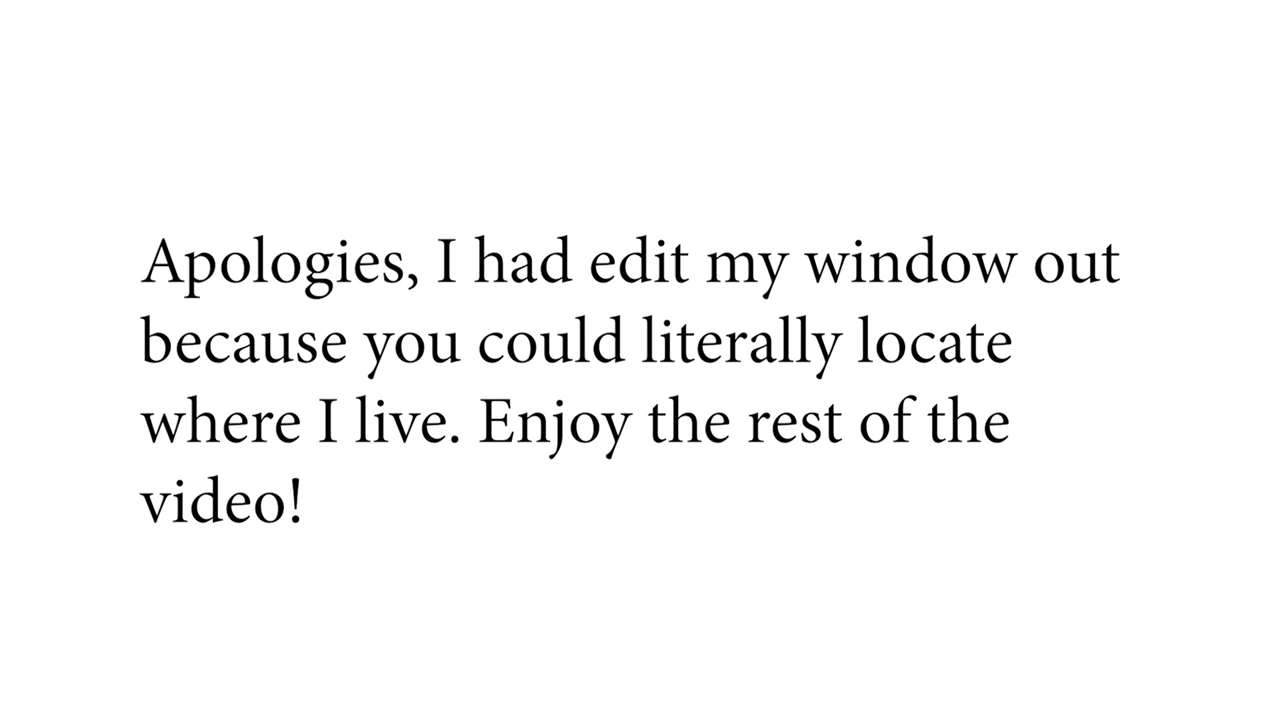 Apologies, I had edit my window out
because you could literally locate
where I live. Enjoy the rest of the
video!